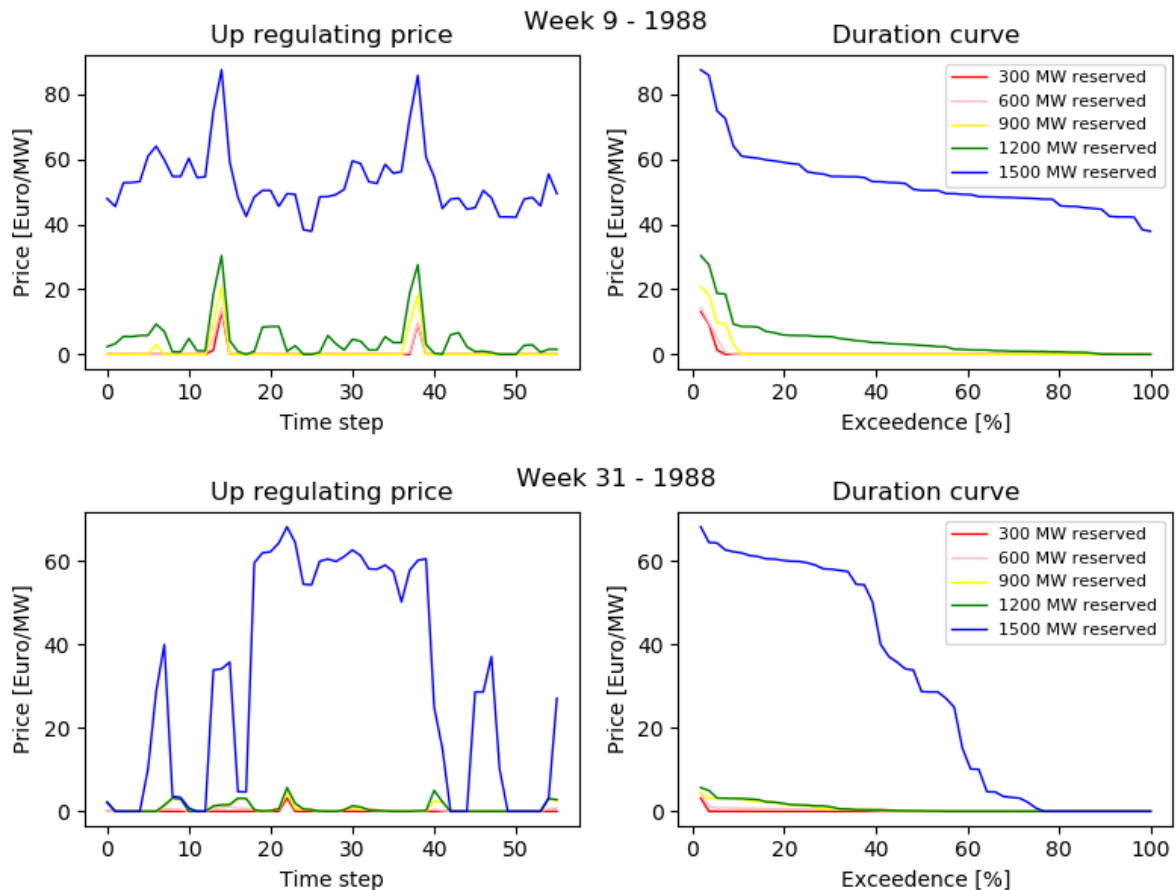 Week 9 - 1988
Up regulating price
Duration curve
Price [Euro/MW]
80
60
40
20
0
0 10 20 30 40 50
Time step
Price [Euro/MW]
80
60
40
20
0
300 MW reserved
600 MW reserved
900 MW reserved
1200 MW reserved
1500 MW reserved
0 20 40 60 80 100
Exceedence [%]
Week 31 - 1988
Up regulating price
Duration curve
Price [Euro/MW]
60
40
20
0
0 10 20 30 40 50
Time step
Price [Euro/MW]
60
40
20
0
300 MW reserved
600 MW reserved
900 MW reserved
1200 MW reserved
1500 MW reserved
0 20 40 60 80 100
Exceedence [%]